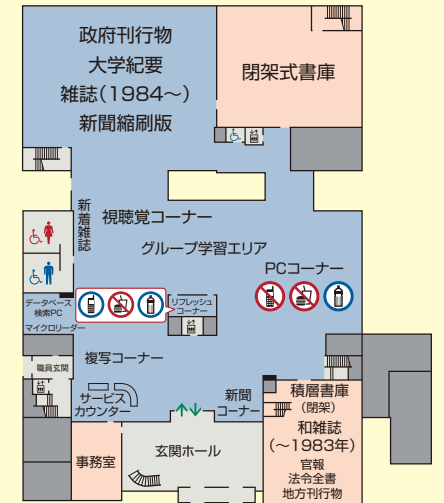 政府刊行物
大学紀要
雑誌（1984～）
新聞縮刷版
閉架式書庫
新着雑誌
視聴覚コーナー
グループ学習エリア
PCコーナー
データベース
検索PC
マイクロリーダー
リフレッシュ
コーナー
複写コーナー
職員玄関
サービス
カウンター
新聞
コーナー
積層書庫
（閉架）
和雑誌
（～1983年）
官報
法令全書
地方刊行物
事務室
玄関ホール